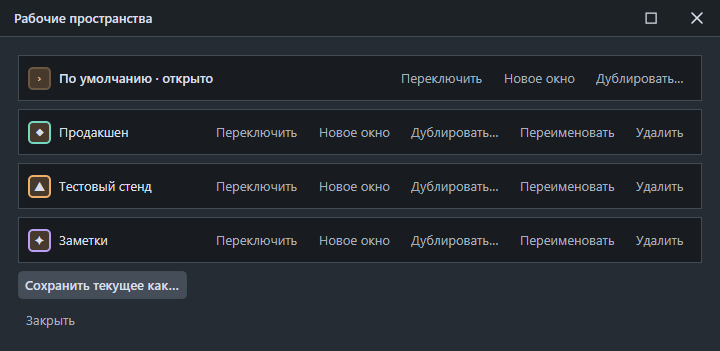 Рабочие пространства
По умолчанию · открыто Переключить Новое окно Дублировать...
Продакшен Переключить Новое окно Дублировать... Переименовать Удалить
Тестовый стенд Переключить Новое окно Дублировать... Переименовать Удалить
Заметки Переключить Новое окно Дублировать... Переименовать Удалить
Сохранить текущее как...
Закрыть